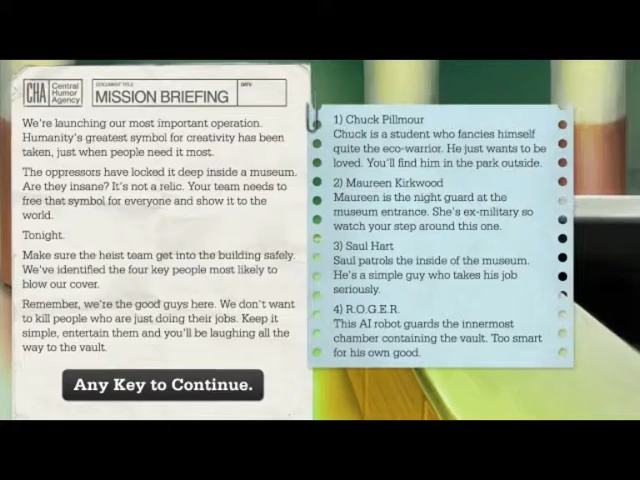 CHA
Central
Humor
Agency
DOCUMENT TITLE:
MISSION BRIEFING
DATE:
We're launching our most important operation.
Humanity's greatest symbol for creativity has been
taken, just when people need it most.
The oppressors have locked it deep inside a museum.
Are they insane? It's not a relic. Your team needs to
free that symbol for everyone and show it to the
world.
Tonight.
Make sure the heist team get into the building safely.
We've identified the four key people most likely to
blow our cover.
Remember, we're the good guys here. We don't want
to kill people who are just doing their jobs. Keep it
simple, entertain them and you'll be laughing all the
way to the vault.
Any Key to Continue.
1) Chuck Pillmour
Chuck is a student who fancies himself
quite the eco-warrior. He just wants to be
loved. You'll find him in the park outside.
2) Maureen Kirkwood
Maureen is the night guard at the
museum entrance. She's ex-military so
watch your step around this one.
3) Saul Hart
Saul patrols the inside of the museum.
He's a simple guy who takes his job
seriously.
4) R.O.G.E.R.
This AI robot guards the innermost
chamber containing the vault. Too smart
for his own good.